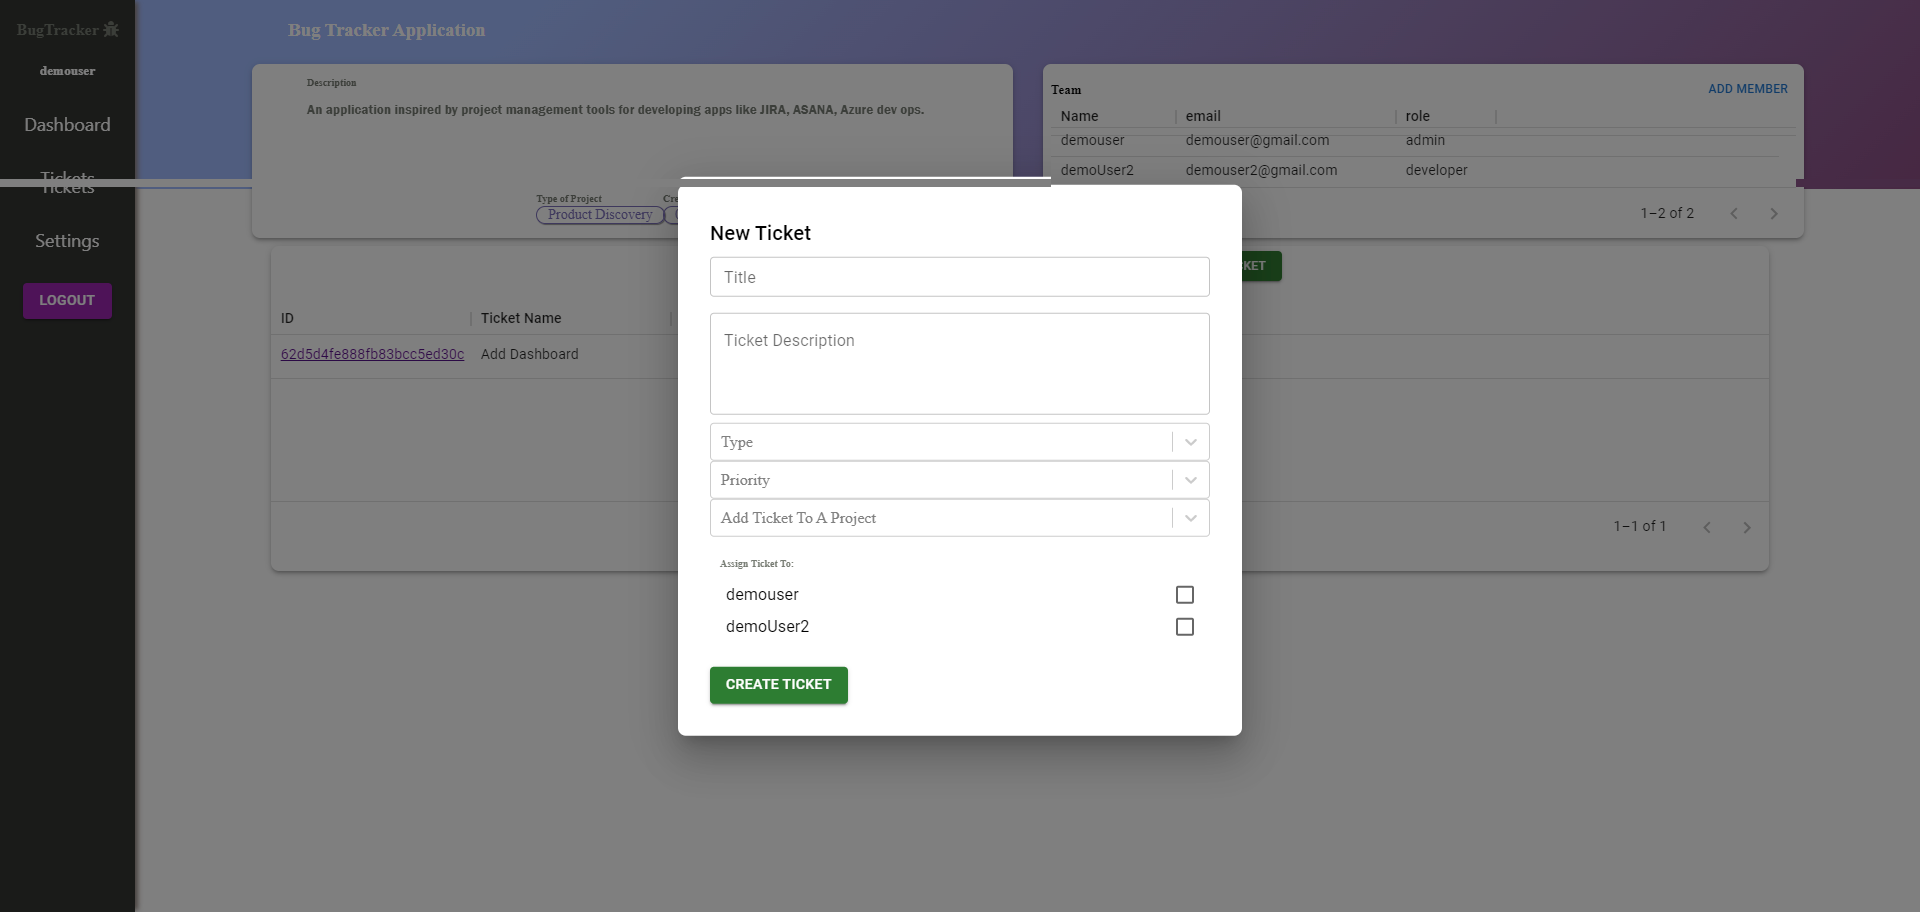 BugTracker
demouser
Dashboard
Tickets
Settings
LOGOUT
Bug Tracker Application
Description
An application inspired by project management tools for developing apps like JIRA, ASANA, Azure dev ops.
Type of Project
Product Discovery
Team
ADD MEMBER
Name email role
demouser demouser@gmail.com admin
demoUser2 demouser2@gmail.com developer
1–2 of 2
ID Ticket Name
62d5d4fe888fb83bcc5ed30c Add Dashboard
1–1 of 1
New Ticket
Title
Ticket Description
Type
Priority
Add Ticket To A Project
Assign Ticket To:
demouser
demoUser2
CREATE TICKET